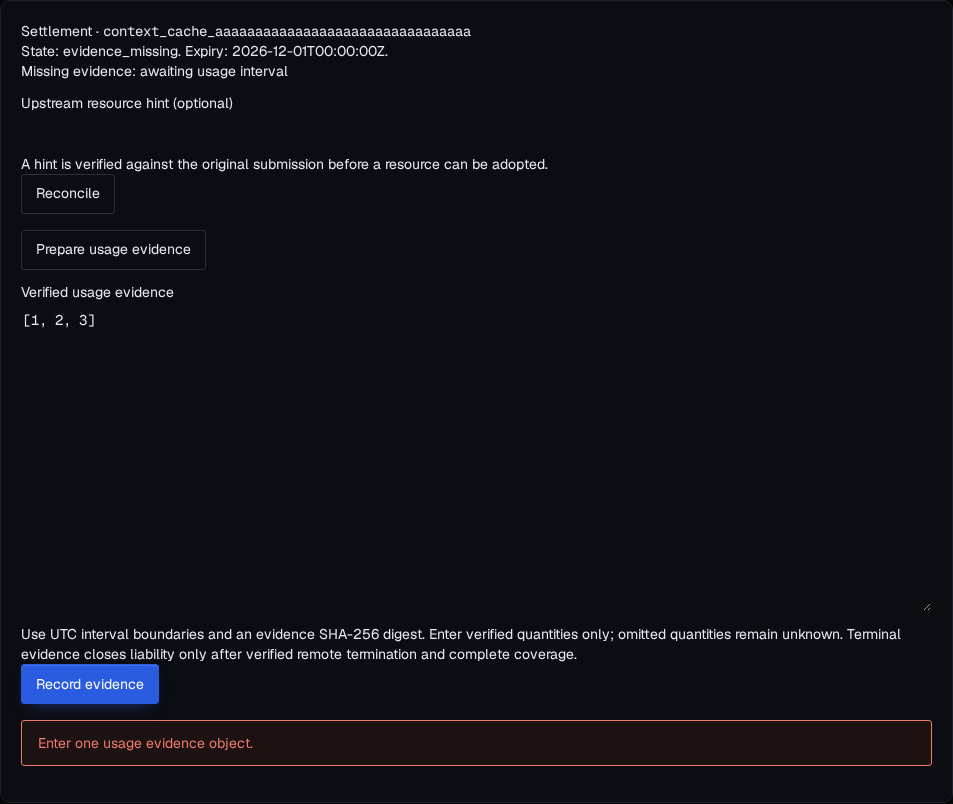 Settlement · context_cache_aaaaaaaaaaaaaaaaaaaaaaaaaaaaaaaa
State: evidence_missing. Expiry: 2026-12-01T00:00:00Z.
Missing evidence: awaiting usage interval
Upstream resource hint (optional)
A hint is verified against the original submission before a resource can be adopted.
Reconcile
Prepare usage evidence
Verified usage evidence
[1, 2, 3]
Use UTC interval boundaries and an evidence SHA-256 digest. Enter verified quantities only; omitted quantities remain unknown. Terminal
evidence closes liability only after verified remote termination and complete coverage.
Record evidence
Enter one usage evidence object.